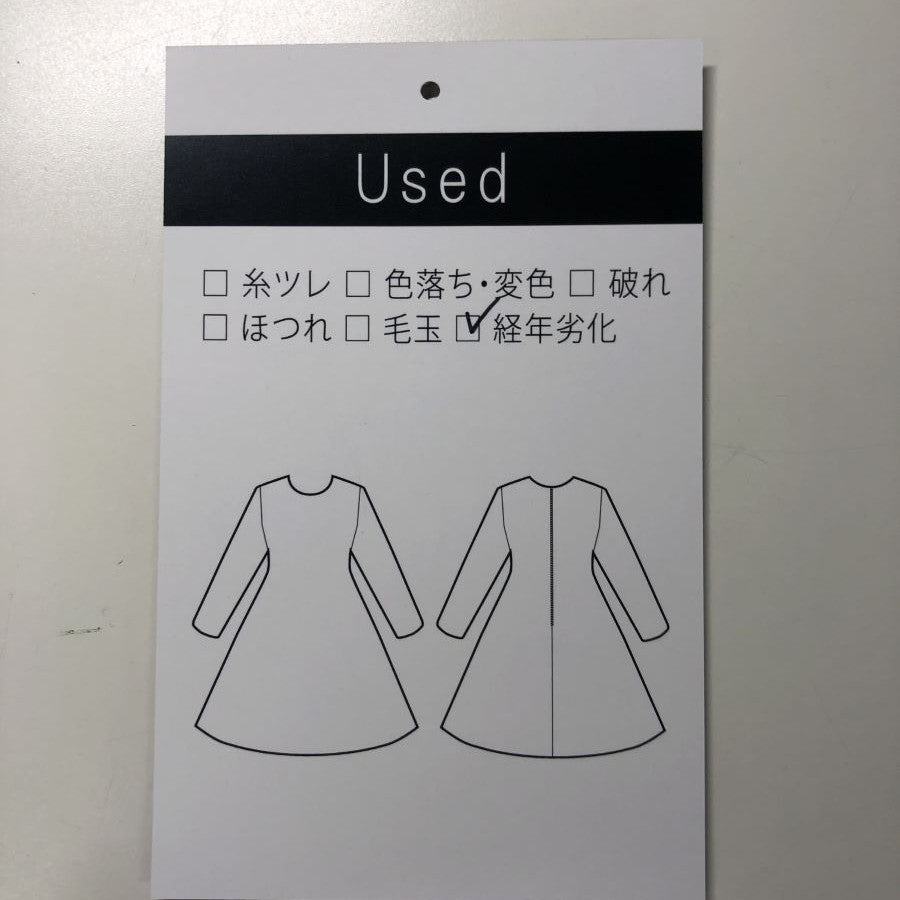 Used
□ 糸ツレ □ 色落ち・変色 □ 破れ
□ ほつれ □ 毛玉 ☑ 経年劣化